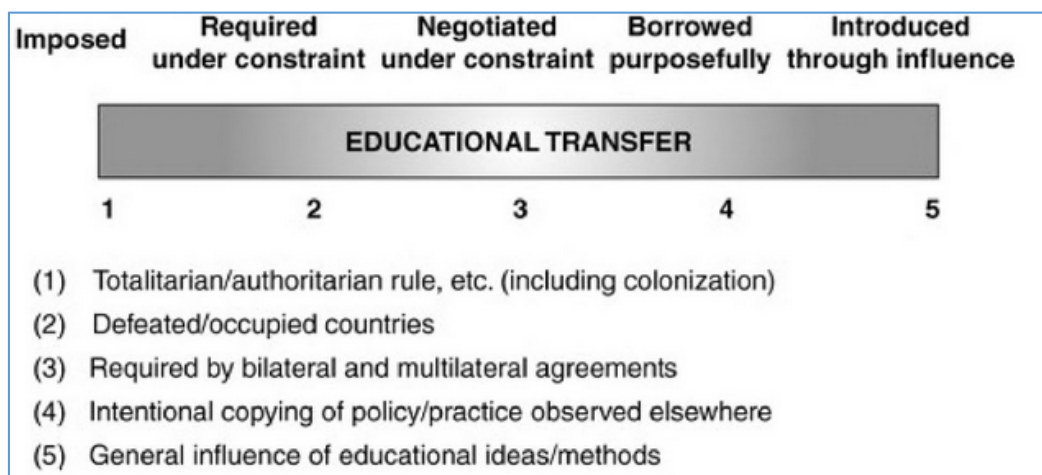 Imposed Required under constraint Negotiated under constraint Borrowed purposefully Introduced through influence
EDUCATIONAL TRANSFER
1 2 3 4 5
(1) Totalitarian/authoritarian rule, etc. (including colonization)
(2) Defeated/occupied countries
(3) Required by bilateral and multilateral agreements
(4) Intentional copying of policy/practice observed elsewhere
(5) General influence of educational ideas/methods